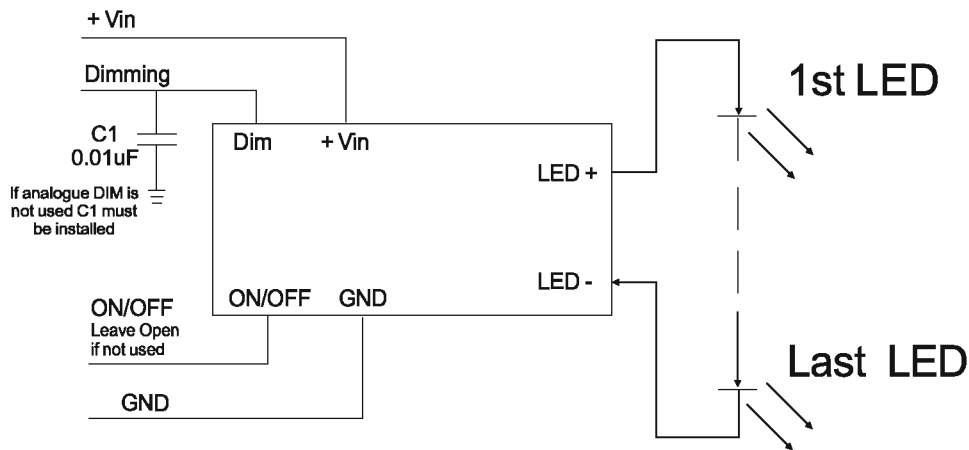 + Vin
Dimming
C1
0.01uF
If analogue DIM is
not used C1 must
be installed
Dim
+ Vin
LED +
LED -
ON/OFF
GND
ON/OFF
Leave Open
if not used
GND
1st LED
Last LED